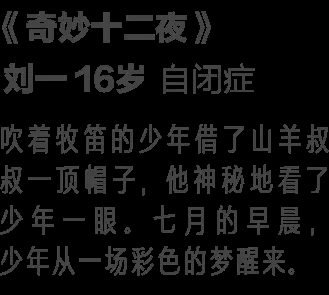 《奇妙十二夜》
刘一 16岁 自闭症
吹着牧笛的少年借了山羊叔
叔一顶帽子，他神秘地看了
少年一眼。七月的早晨，
少年从一场彩色的梦醒来。